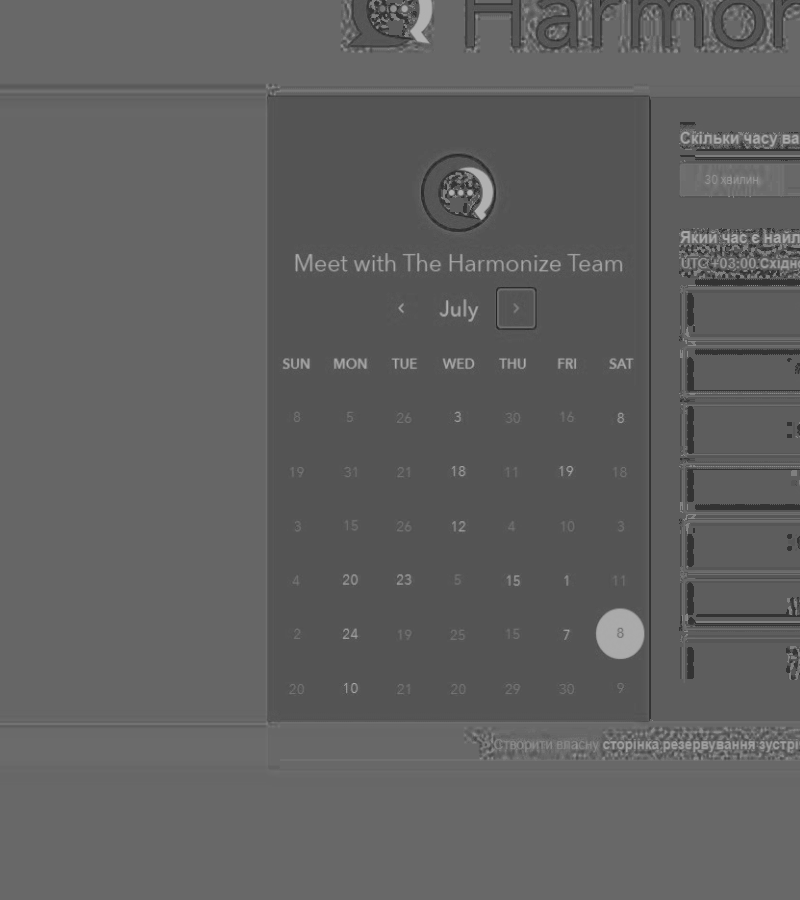 Harmon
Meet with The Harmonize Team
‹ July ›
SUN MON TUE WED THU FRI SAT
8 5 26 3 30 16 8
19 31 21 18 11 19 18
3 15 26 12 4 10 3
4 20 23 5 15 1 11
2 24 19 25 15 7 8
20 10 21 20 29 30 9
Скільки часу ва
30 хвилин
Який час є найл
UTC +03:00 Східно
Створити власну сторінка резервування зустрі